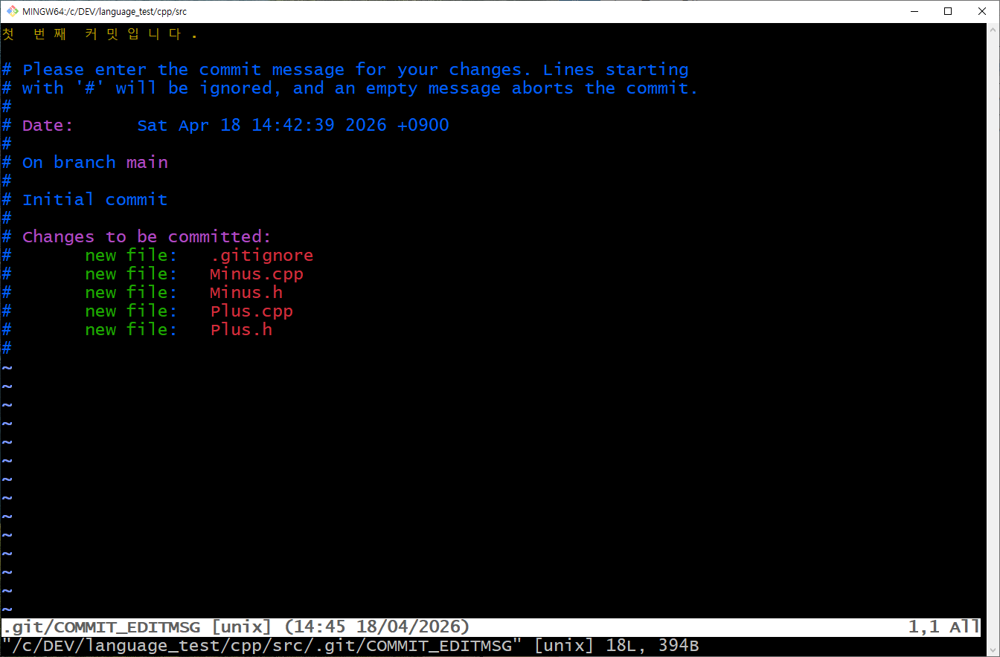 MINGW64:/c/DEV/language_test/cpp/src
첫 번째 커밋입니다.
# Please enter the commit message for your changes. Lines starting
# with '#' will be ignored, and an empty message aborts the commit.
#
# Date:      Sat Apr 18 14:42:39 2026 +0900
#
# On branch main
#
# Initial commit
#
# Changes to be committed:
#       new file:   .gitignore
#       new file:   Minus.cpp
#       new file:   Minus.h
#       new file:   Plus.cpp
#       new file:   Plus.h
#
~
~
~
~
~
~
~
~
~
~
~
~
~
~
.git/COMMIT_EDITMSG [unix] (14:45 18/04/2026) 1,1 All
"/c/DEV/language_test/cpp/src/.git/COMMIT_EDITMSG" [unix] 18L, 394B